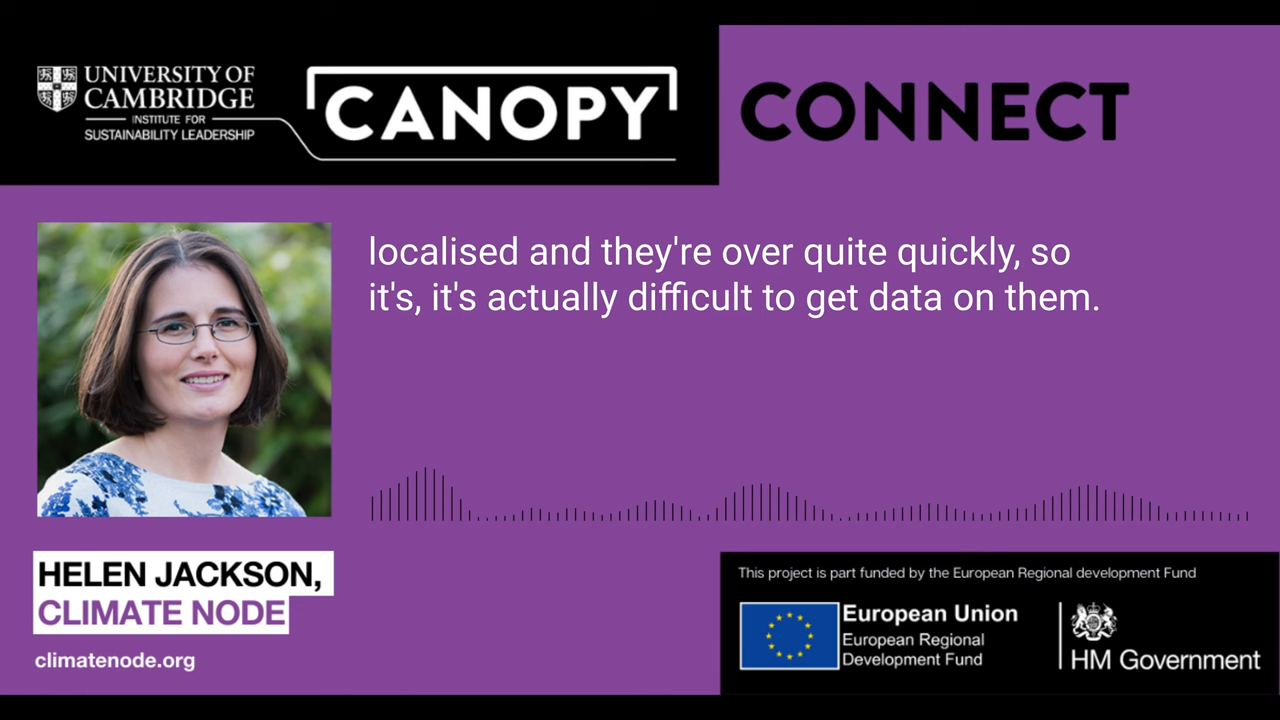 UNIVERSITY OF
CAMBRIDGE
INSTITUTE FOR
SUSTAINABILITY LEADERSHIP
CANOPY
CONNECT
localised and they're over quite quickly, so
it's, it's actually difficult to get data on them.
HELEN JACKSON,
CLIMATE NODE
climatenode.org
This project is part funded by the European Regional development Fund
European Union
European Regional
Development Fund
HM Government